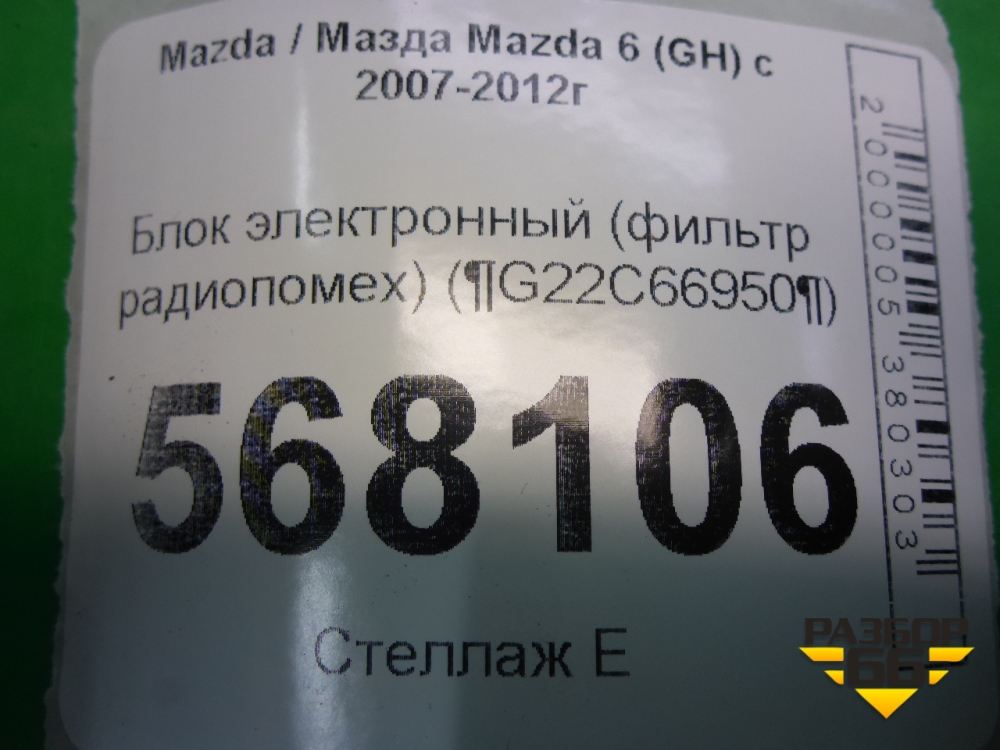 Mazda / Мазда Mazda 6 (GH) с
2007-2012г
Блок электронный (фильтр
радиопомех) (¶G22C66950¶)
568106
Стеллаж Е
2000005380303
РАЗБОР
66